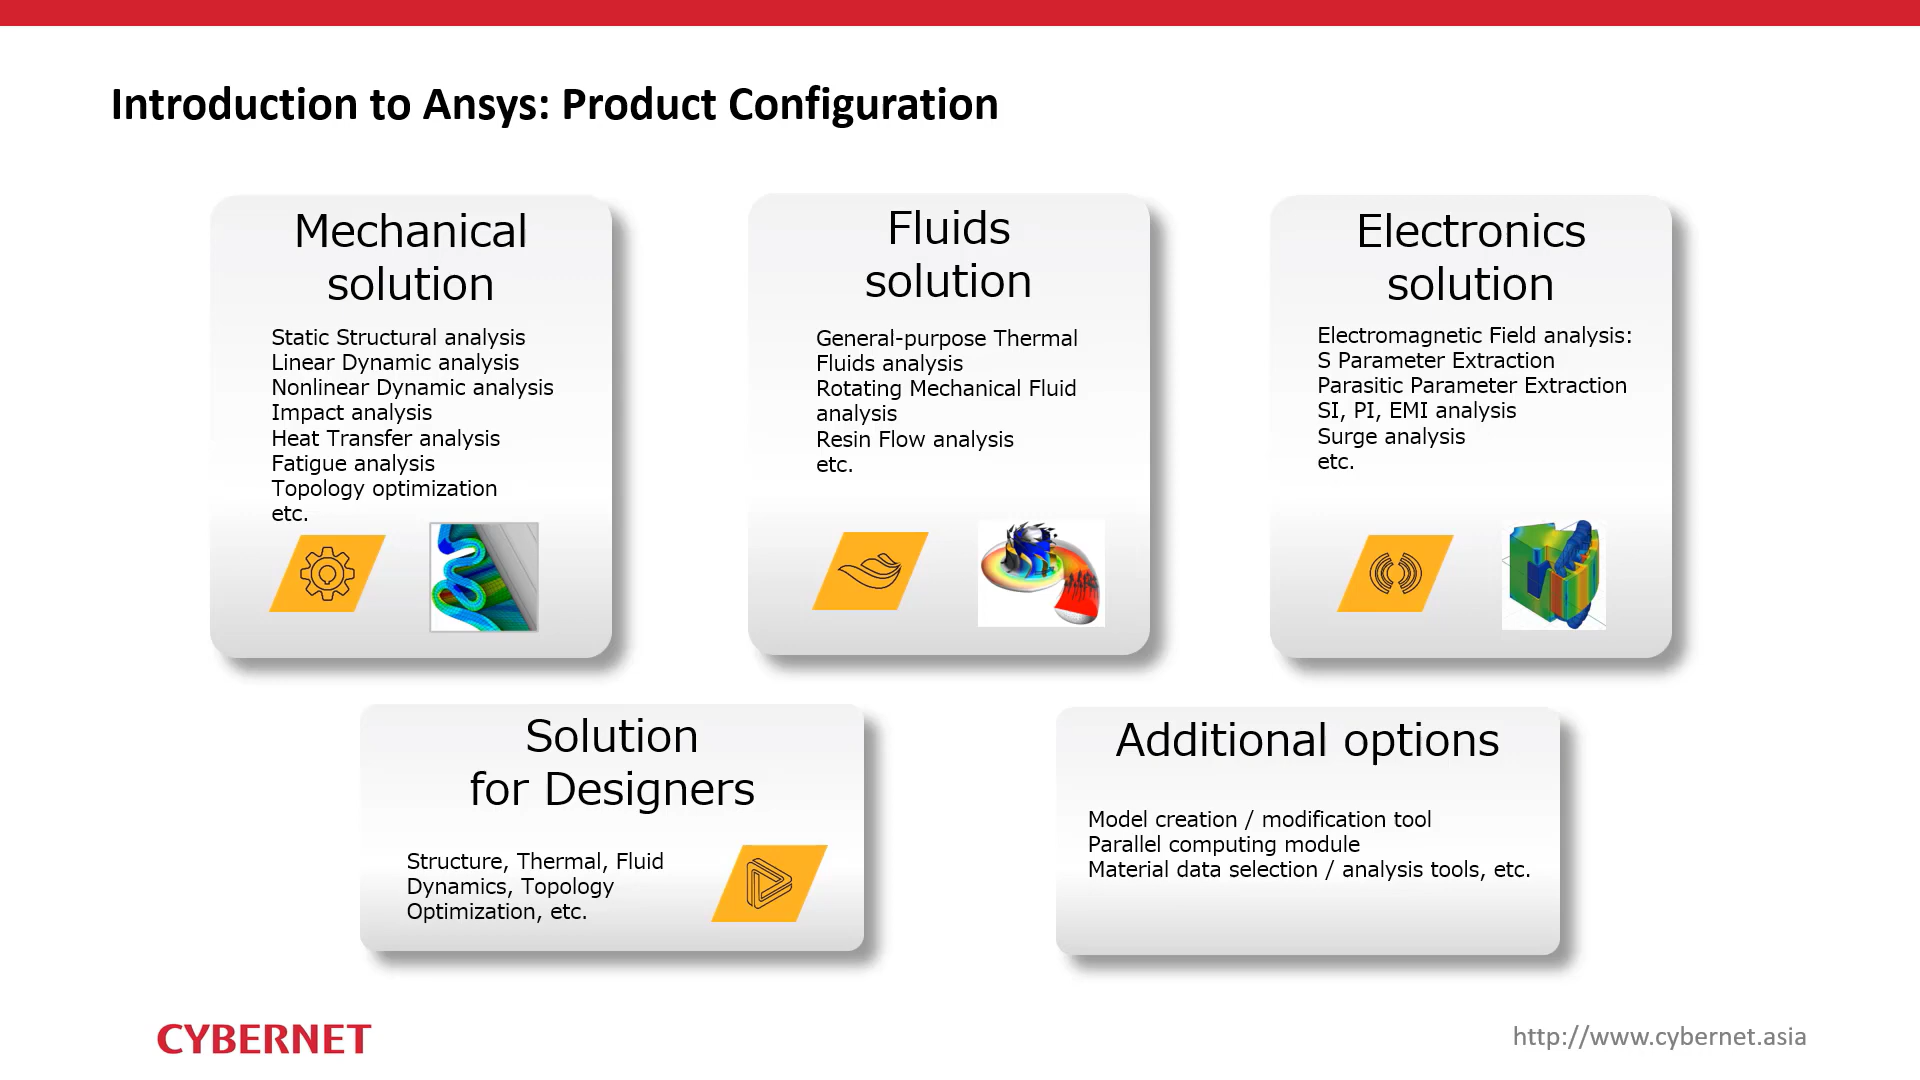 Introduction to Ansys: Product Configuration
Mechanical
solution
Static Structural analysis
Linear Dynamic analysis
Nonlinear Dynamic analysis
Impact analysis
Heat Transfer analysis
Fatigue analysis
Topology optimization
etc.
Fluids
solution
General-purpose Thermal
Fluids analysis
Rotating Mechanical Fluid
analysis
Resin Flow analysis
etc.
Electronics
solution
Electromagnetic Field analysis:
S Parameter Extraction
Parasitic Parameter Extraction
SI, PI, EMI analysis
Surge analysis
etc.
Solution
for Designers
Structure, Thermal, Fluid
Dynamics, Topology
Optimization, etc.
Additional options
Model creation / modification tool
Parallel computing module
Material data selection / analysis tools, etc.
CYBERNET
http://www.cybernet.asia